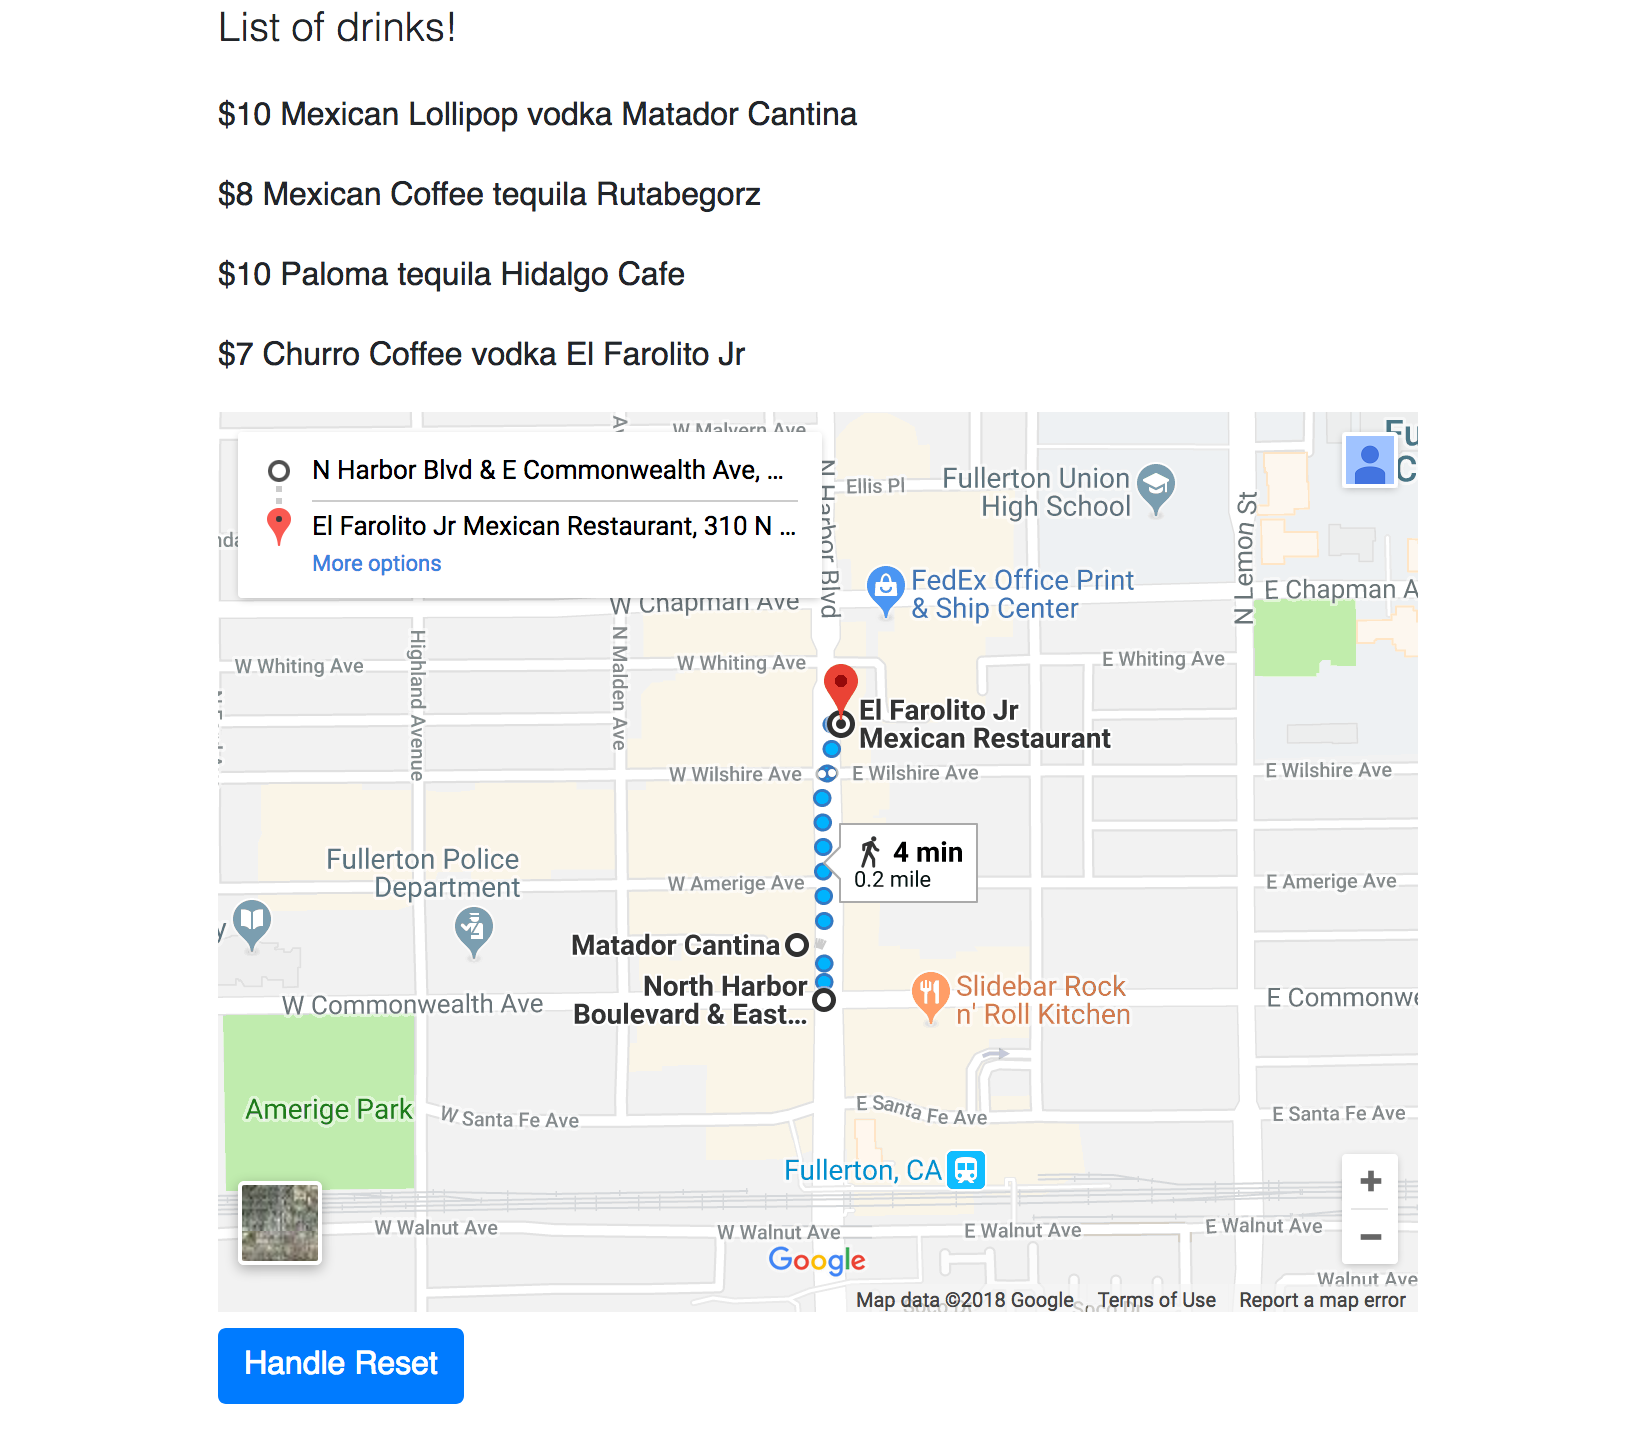 List of drinks!
$10 Mexican Lollipop vodka Matador Cantina
$8 Mexican Coffee tequila Rutabegorz
$10 Paloma tequila Hidalgo Cafe
$7 Churro Coffee vodka El Farolito Jr
W Malvern Ave
N Harbor Blvd & E Commonwealth Ave, ...
El Farolito Jr Mexican Restaurant, 310 N ...
More options
N Harbor Blvd
Ellis Pl
Fullerton Union
High School
N Lemon St
FedEx Office Print
& Ship Center
E Chapman A
W Chapman Ave
Highland Avenue
N Malden Ave
W Whiting Ave
W Whiting Ave
E Whiting Ave
El Farolito Jr
Mexican Restaurant
W Wilshire Ave
E Wilshire Ave
E Wilshire Ave
4 min
0.2 mile
Fullerton Police
Department
W Amerige Ave
E Amerige Ave
Matador Cantina
North Harbor
Boulevard & East...
Slidebar Rock
n' Roll Kitchen
W Commonwealth Ave
E Commonwe
Amerige Park
W Santa Fe Ave
E Santa Fe Ave
E Santa Fe Ave
Fullerton, CA
W Walnut Ave
W Walnut Ave
E Walnut Ave
E Walnut Ave
Walnut Ave
Google
Map data ©2018 Google
Terms of Use
Report a map error
Handle Reset